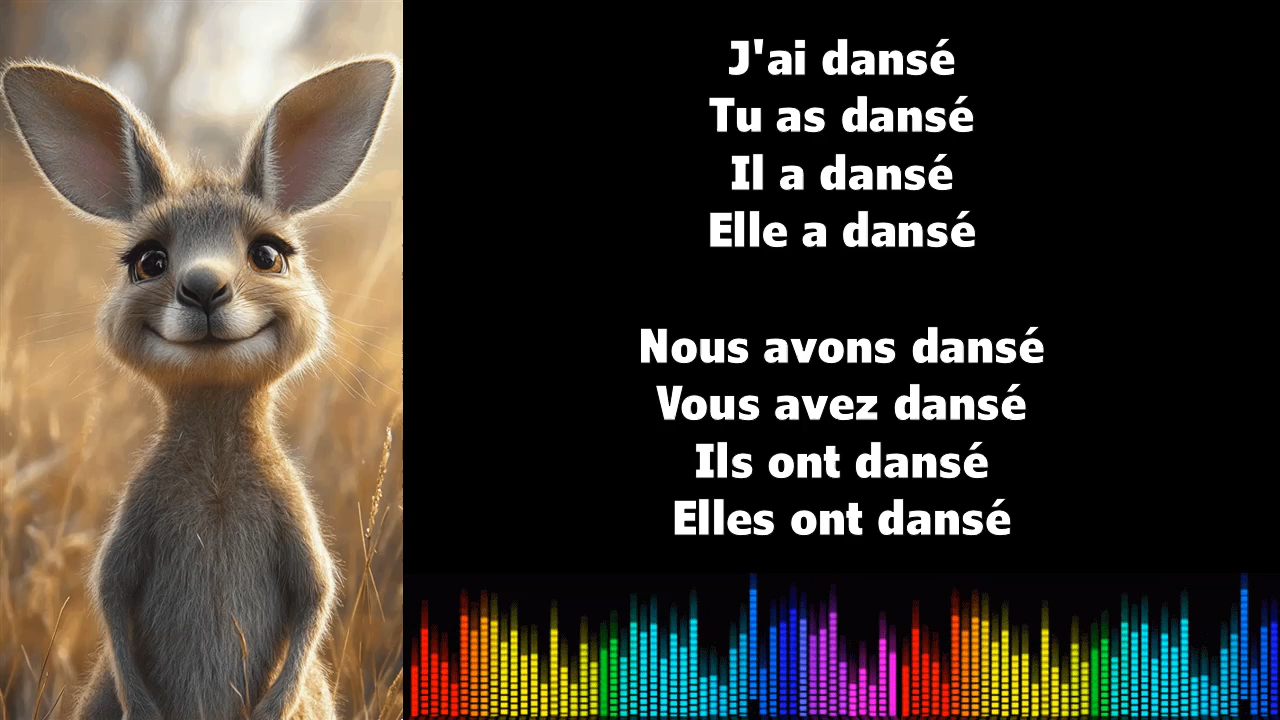 J'ai dansé
Tu as dansé
Il a dansé
Elle a dansé
Nous avons dansé
Vous avez dansé
Ils ont dansé
Elles ont dansé